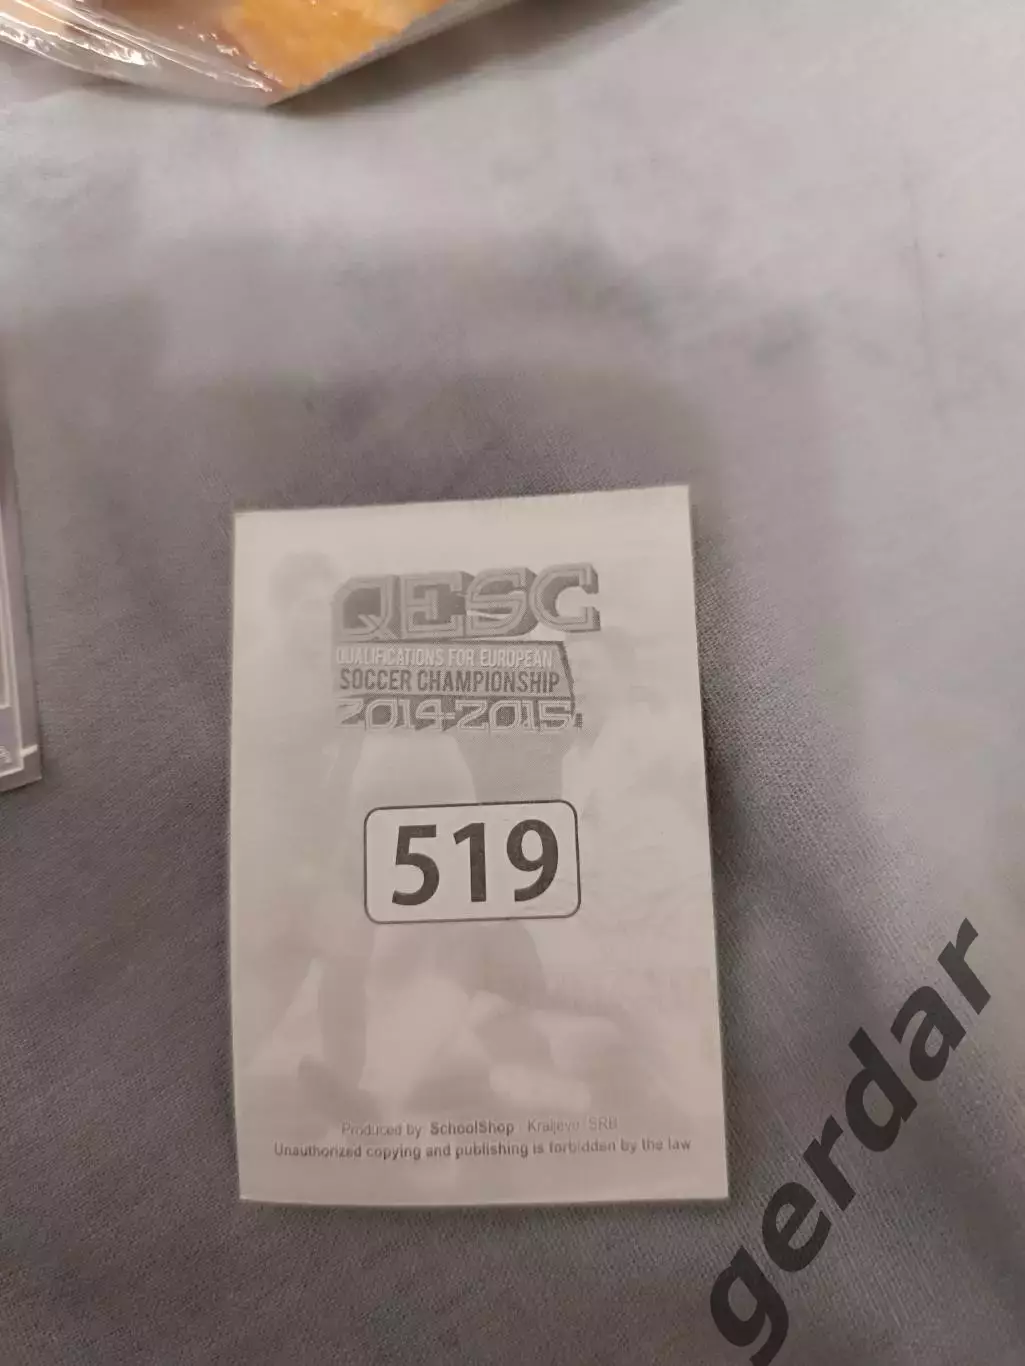 QESC
QUALIFICATIONS FOR EUROPEAN
SOCCER CHAMPIONSHIP
2014-2015
519
Produced by SchoolShop Kraljevo SRB
Unauthorized copying and publishing is forbidden by the law
gerdar